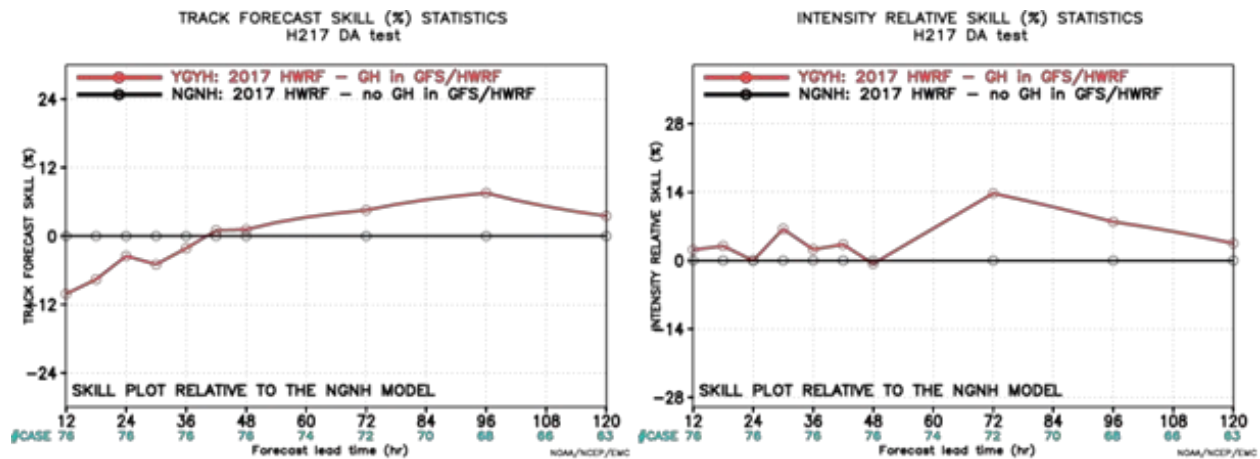 TRACK FORECAST SKILL (%) STATISTICS
H217 DA test
YGYH: 2017 HWRF - GH in GFS/HWRF
NGNH: 2017 HWRF - no GH in GFS/HWRF
TRACK FORECAST SKILL (%)
24
12
0
-12
-24
SKILL PLOT RELATIVE TO THE NGNH MODEL
12 24 36 48 60 72 84 96 108 120
#CASE 76 76 76 76 74 72 70 68 66 63
Forecast lead time (hr)
NOAA/NCEP/EMC
INTENSITY RELATIVE SKILL (%) STATISTICS
H217 DA test
YGYH: 2017 HWRF - GH in GFS/HWRF
NGNH: 2017 HWRF - no GH in GFS/HWRF
INTENSITY RELATIVE SKILL (%)
28
14
0
-14
-28
SKILL PLOT RELATIVE TO THE NGNH MODEL
12 24 36 48 60 72 84 96 108 120
#CASE 76 76 76 76 74 72 70 68 66 63
Forecast lead time (hr)
NOAA/NCEP/EMC